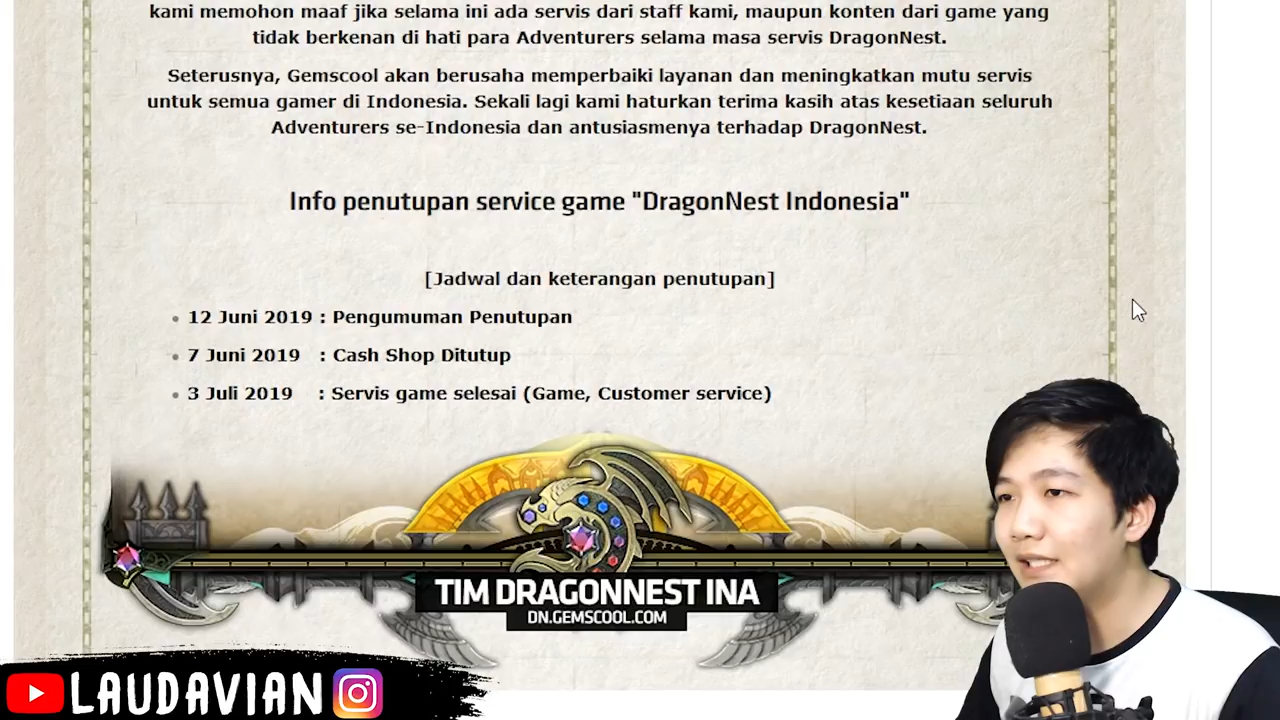 kami memohon maaf jika selama ini ada servis dari staff kami, maupun konten dari game yang
tidak berkenan di hati para Adventurers selama masa servis DragonNest.
Seterusnya, Gemscool akan berusaha memperbaiki layanan dan meningkatkan mutu servis
untuk semua gamer di Indonesia. Sekali lagi kami haturkan terima kasih atas kesetiaan seluruh
Adventurers se-Indonesia dan antusiasmenya terhadap DragonNest.
Info penutupan service game "DragonNest Indonesia"
[Jadwal dan keterangan penutupan]
12 Juni 2019 : Pengumuman Penutupan
7 Juni 2019 : Cash Shop Ditutup
3 Juli 2019 : Servis game selesai (Game, Customer service)
TIM DRAGONNEST INA
DN.GEMSCOOL.COM
LAUDAVIAN